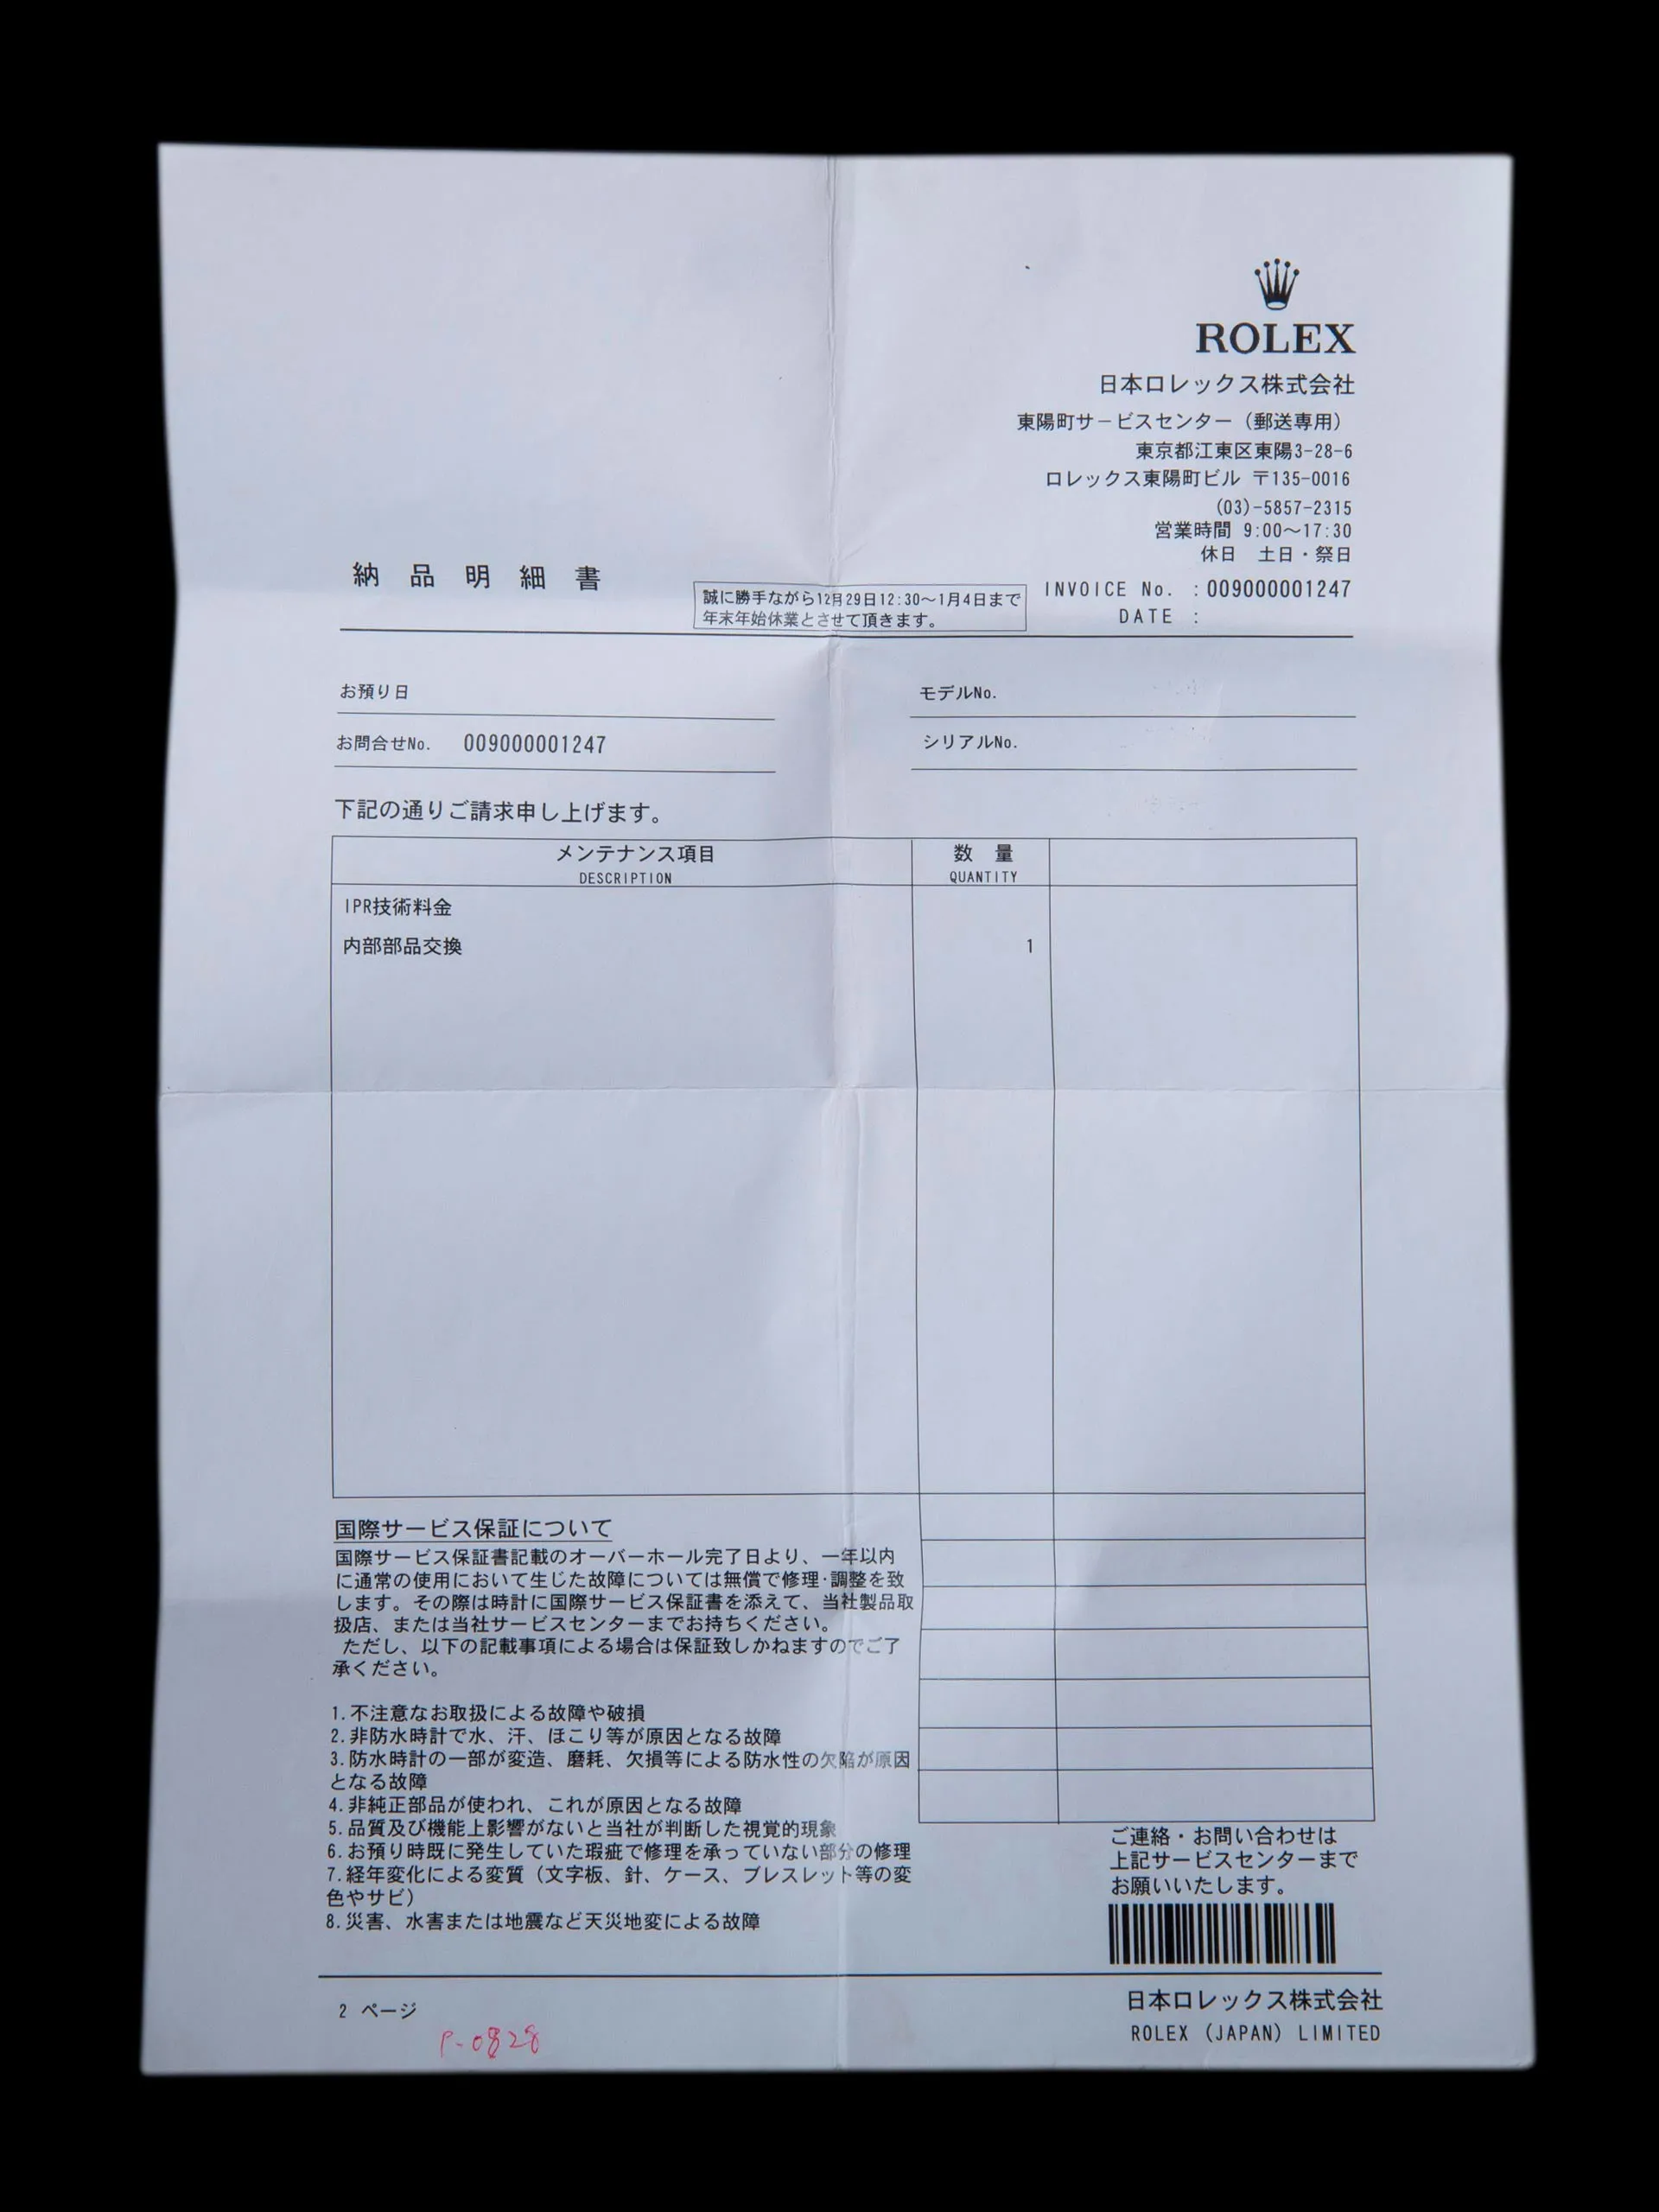 ROLEX
日本ロレックス株式会社
東陽町サービスセンター（郵送専用）
東京都江東区東陽3-28-6
ロレックス東陽町ビル 〒135-0016
(03)-5857-2315
営業時間 9:00〜17:30
休日 土日・祭日
納品明細書
誠に勝手ながら12月29日12:30〜1月4日まで
年末年始休業とさせて頂きます。
INVOICE No. :009000001247
DATE :
お預り日
モデルNo.
お問合せNo. 009000001247
シリアルNo.
下記の通りご請求申し上げます。
メンテナンス項目 数 量
DESCRIPTION QUANTITY
IPR技術料金
内部部品交換 1
国際サービス保証について
国際サービス保証書記載のオーバーホール完了日より、一年以内
に通常の使用において生じた故障については無償で修理・調整を致
します。その際は時計に国際サービス保証書を添えて、当社製品取
扱店、または当社サービスセンターまでお持ちください。
ただし、以下の記載事項による場合は保証致しかねますのでご了
承ください。
1.不注意なお取扱による故障や破損
2.非防水時計で水、汗、ほこり等が原因となる故障
3.防水時計の一部が変造、磨耗、欠損等による防水性の欠陥が原因
となる故障
4.非純正部品が使われ、これが原因となる故障
5.品質及び機能上影響がないと当社が判断した視覚的現象
6.お預り時既に発生していた瑕疵で修理を承っていない部分の修理
7.経年変化による変質（文字板、針、ケース、ブレスレット等の変
色やサビ）
8.災害、水害または地震など天災地変による故障
ご連絡・お問い合わせは
上記サービスセンターまで
お願いいたします。
2 ページ
P-0828
日本ロレックス株式会社
ROLEX (JAPAN) LIMITED